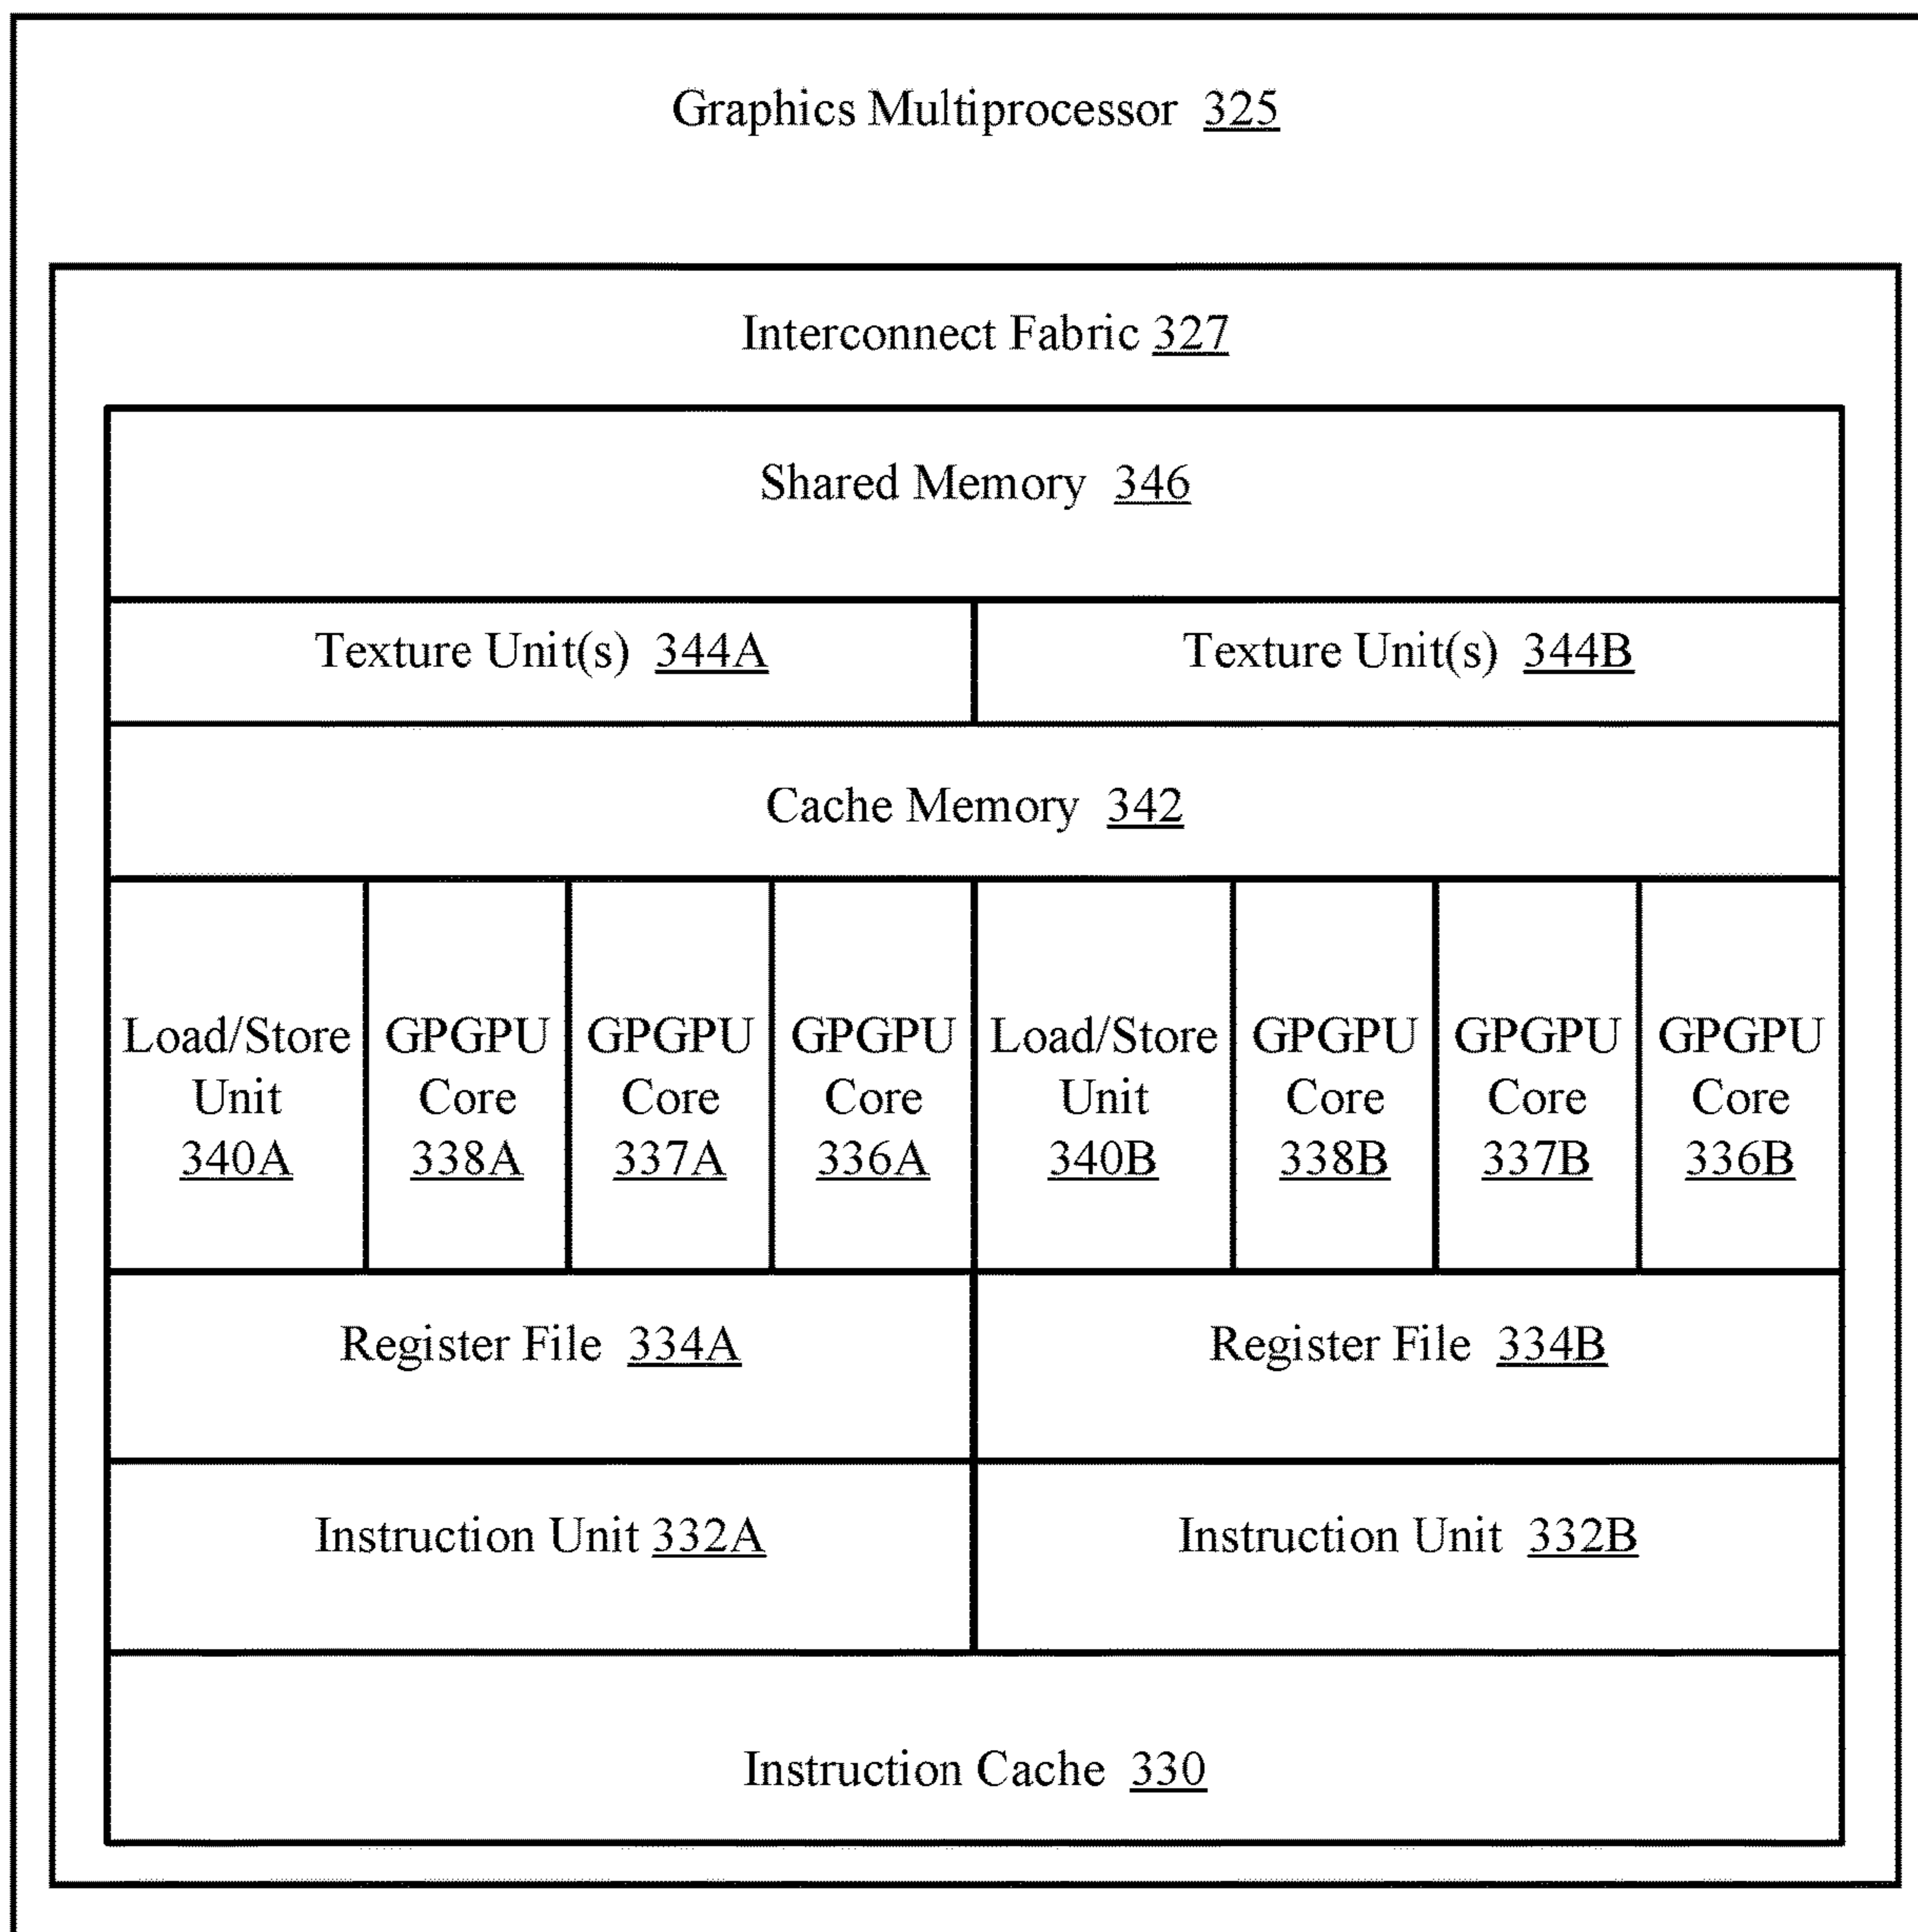 Graphics Multiprocessor 325
Interconnect Fabric 327
Shared Memory 346
Texture Unit(s) 344A
Texture Unit(s) 344B
Cache Memory 342
Load/Store
Unit
340A
GPGPU
Core
338A
GPGPU
Core
337A
GPGPU
Core
336A
Load/Store
Unit
340B
GPGPU
Core
338B
GPGPU
Core
337B
GPGPU
Core
336B
Register File 334A
Register File 334B
Instruction Unit 332A
Instruction Unit 332B
Instruction Cache 330